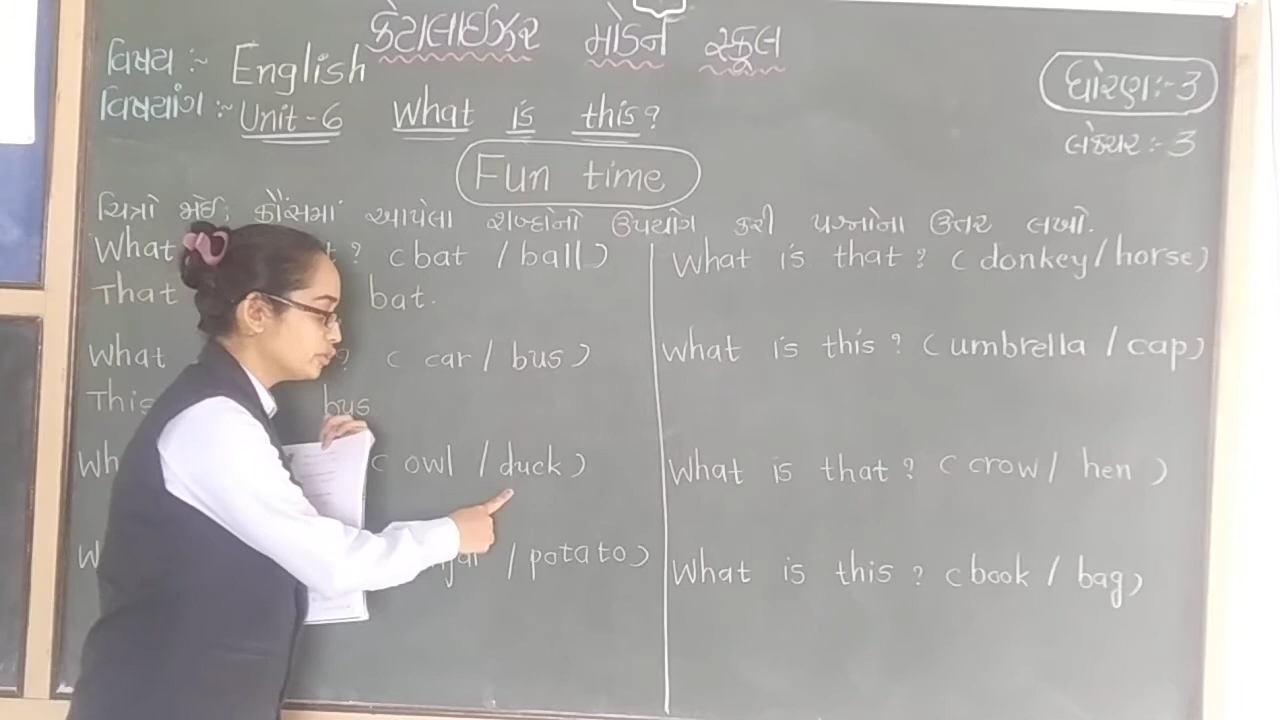 કેટલાઈઝર મોડર્ન સ્કૂલ
વિષય :- English
વિષયાંગ :- Unit-6 What is this?
ધોરણ:-3
લેક્ચર :- 3
Fun time
ચિત્રો જોઈ, કૌંસમાં આપેલા શબ્દોનો ઉપયોગ કરી પ્રશ્નોના ઉત્તર લખો.
What ? (bat / ball)
That bat.
What ? (car / bus)
This bus
(owl / duck)
/ potato)
What is that? (donkey/horse)
What is this? (umbrella / cap)
What is that? (crow / hen)
What is this? (book / bag)